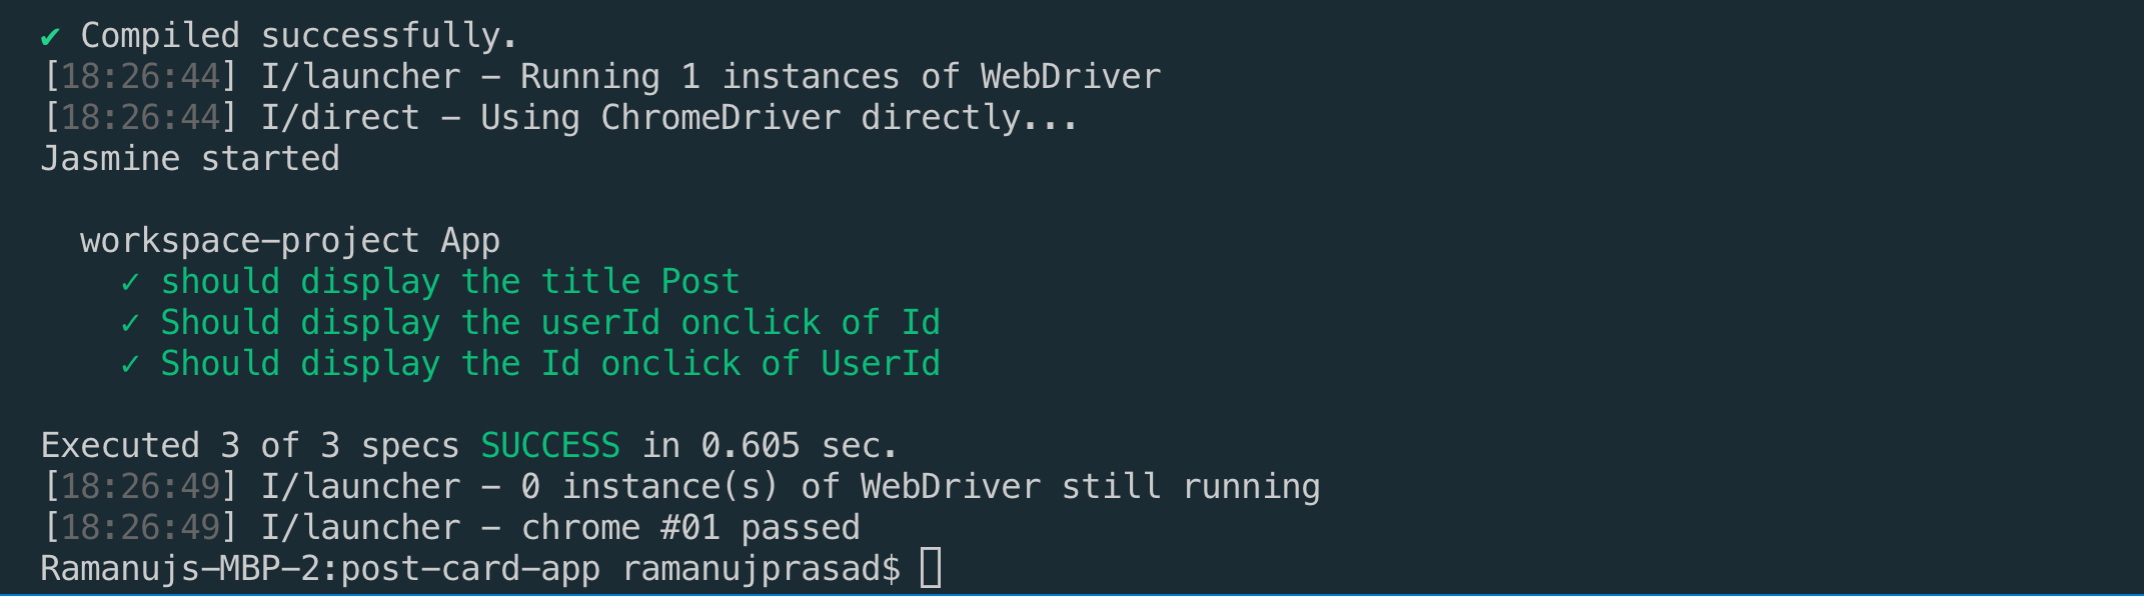 ✔ Compiled successfully.
[18:26:44] I/launcher - Running 1 instances of WebDriver
[18:26:44] I/direct - Using ChromeDriver directly...
Jasmine started
workspace-project App
✓ should display the title Post
✓ Should display the userId onclick of Id
✓ Should display the Id onclick of UserId
Executed 3 of 3 specs SUCCESS in 0.605 sec.
[18:26:49] I/launcher - 0 instance(s) of WebDriver still running
[18:26:49] I/launcher - chrome #01 passed
Ramanujs-MBP-2:post-card-app ramanujprasad$